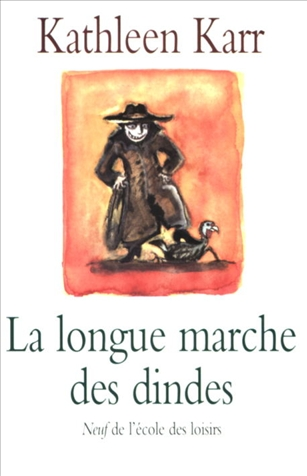 Kathleen Karr
La longue marche
des dindes
Neuf de l'école des loisirs